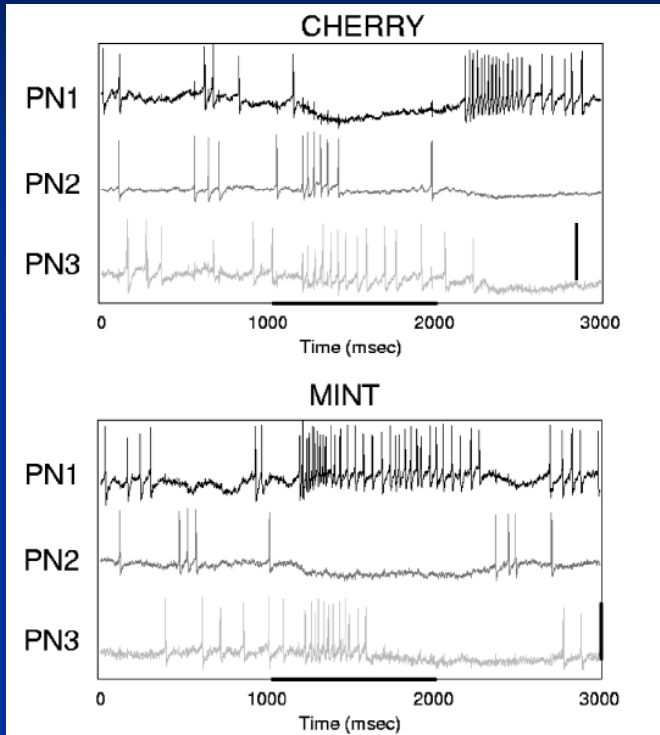 CHERRY
PN1
PN2
PN3
0 1000 2000 3000
Time (msec)
MINT
PN1
PN2
PN3
0 1000 2000 3000
Time (msec)